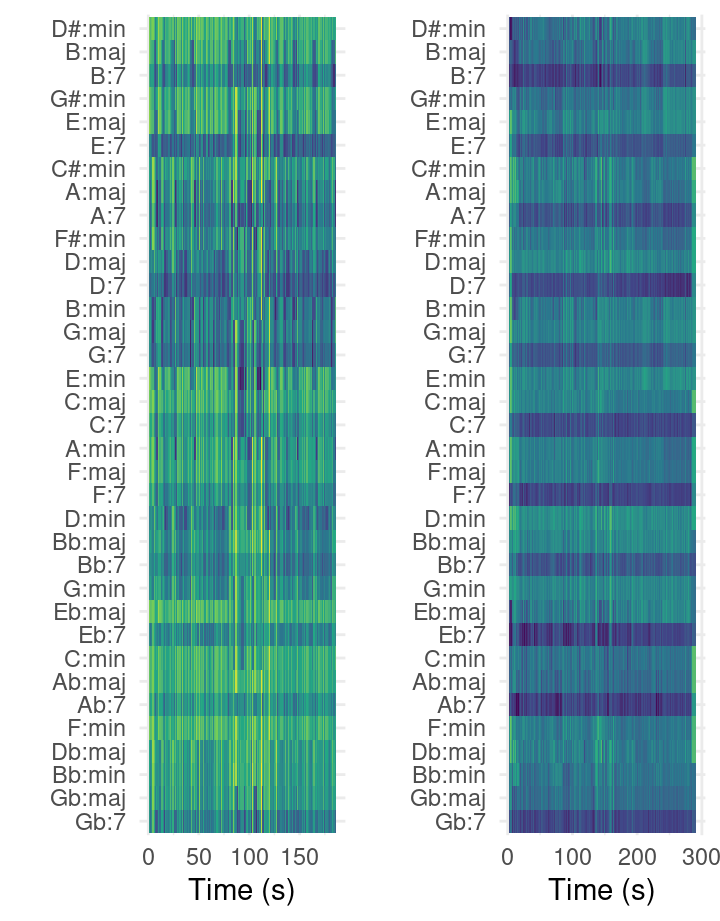 D#:min D#:min
B:maj B:maj
B:7 B:7
G#:min G#:min
E:maj E:maj
E:7 E:7
C#:min C#:min
A:maj A:maj
A:7 A:7
F#:min F#:min
D:maj D:maj
D:7 D:7
B:min B:min
G:maj G:maj
G:7 G:7
E:min E:min
C:maj C:maj
C:7 C:7
A:min A:min
F:maj F:maj
F:7 F:7
D:min D:min
Bb:maj Bb:maj
Bb:7 Bb:7
G:min G:min
Eb:maj Eb:maj
Eb:7 Eb:7
C:min C:min
Ab:maj Ab:maj
Ab:7 Ab:7
F:min F:min
Db:maj Db:maj
Bb:min Bb:min
Gb:maj Gb:maj
Gb:7 Gb:7
0 50 100 150 0 100 200 300
Time (s) Time (s)